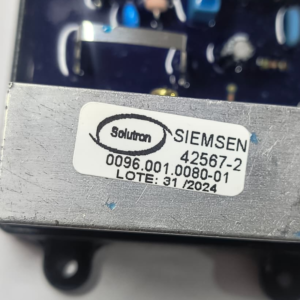 Solutron SIEMSEN
42567-2
0096.001.0080-01
LOTE: 31 /2024